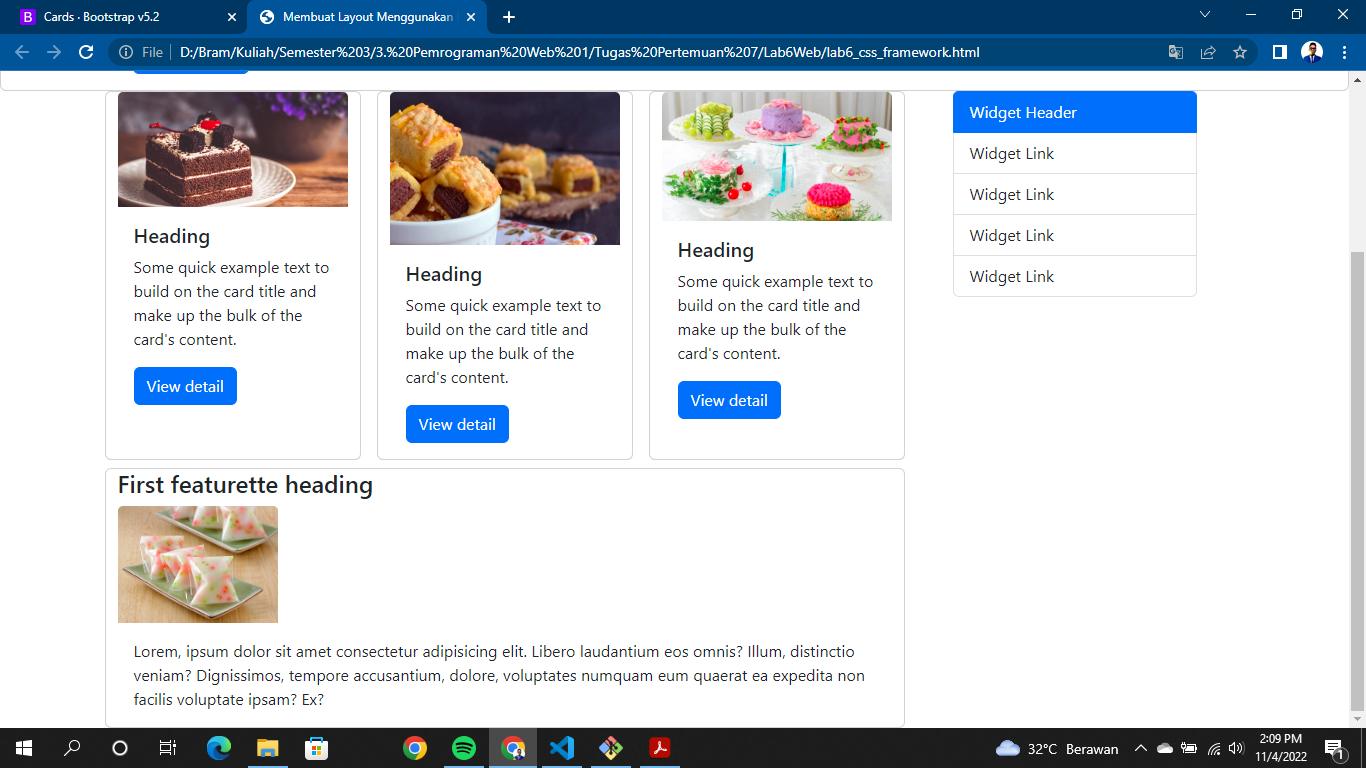 Cards · Bootstrap v5.2
Membuat Layout Menggunakan
File
D:/Bram/Kuliah/Semester%203/3.%20Pemrograman%20Web%201/Tugas%20Pertemuan%207/Lab6Web/lab6_css_framework.html
Heading
Some quick example text to
build on the card title and
make up the bulk of the
card's content.
View detail
Heading
Some quick example text to
build on the card title and
make up the bulk of the
card's content.
View detail
Heading
Some quick example text to
build on the card title and
make up the bulk of the
card's content.
View detail
Widget Header
Widget Link
Widget Link
Widget Link
Widget Link
First featurette heading
Lorem, ipsum dolor sit amet consectetur adipisicing elit. Libero laudantium eos omnis? Illum, distinctio
veniam? Dignissimos, tempore accusantium, dolore, voluptates numquam eum quaerat ea expedita non
facilis voluptate ipsam? Ex?
32°C Berawan
2:09 PM
11/4/2022
1